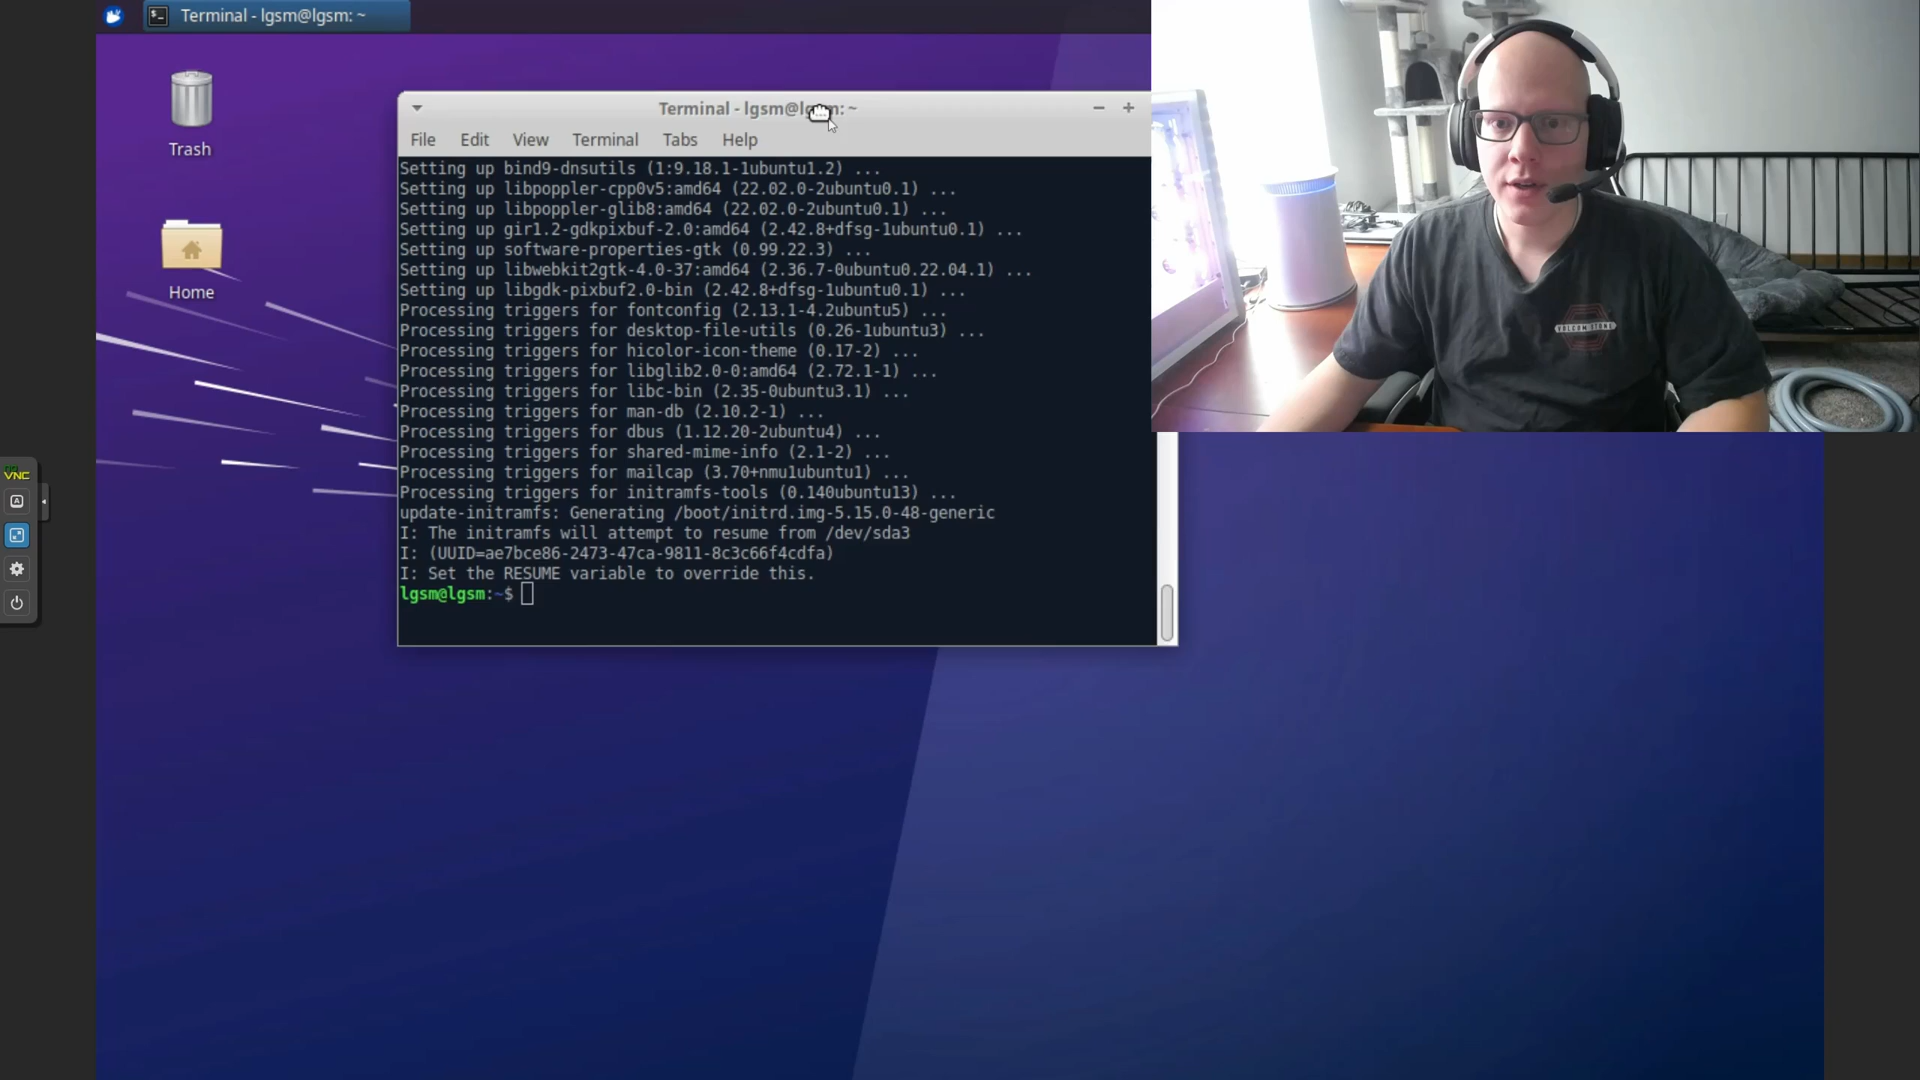 Terminal - lgsm@lgsm: ~
Trash
Home
Terminal - lgsm@lgsm: ~
File Edit View Terminal Tabs Help
Setting up bind9-dnsutils (1:9.18.1-1ubuntu1.2) ...
Setting up libpoppler-cpp0v5:amd64 (22.02.0-2ubuntu0.1) ...
Setting up libpoppler-glib8:amd64 (22.02.0-2ubuntu0.1) ...
Setting up gir1.2-gdkpixbuf-2.0:amd64 (2.42.8+dfsg-1ubuntu0.1) ...
Setting up software-properties-gtk (0.99.22.3) ...
Setting up libwebkit2gtk-4.0-37:amd64 (2.36.7-0ubuntu0.22.04.1) ...
Setting up libgdk-pixbuf2.0-bin (2.42.8+dfsg-1ubuntu0.1) ...
Processing triggers for fontconfig (2.13.1-4.2ubuntu5) ...
Processing triggers for desktop-file-utils (0.26-1ubuntu3) ...
Processing triggers for hicolor-icon-theme (0.17-2) ...
Processing triggers for libglib2.0-0:amd64 (2.72.1-1) ...
Processing triggers for libc-bin (2.35-0ubuntu3.1) ...
Processing triggers for man-db (2.10.2-1) ...
Processing triggers for dbus (1.12.20-2ubuntu4) ...
Processing triggers for shared-mime-info (2.1-2) ...
Processing triggers for mailcap (3.70+nmu1ubuntu1) ...
Processing triggers for initramfs-tools (0.140ubuntu13) ...
update-initramfs: Generating /boot/initrd.img-5.15.0-48-generic
I: The initramfs will attempt to resume from /dev/sda3
I: (UUID=ae7bce86-2473-47ca-9811-8c3c66f4cdfa)
I: Set the RESUME variable to override this.
lgsm@lgsm:~$
no
VNC
A
VOLCOM STONE